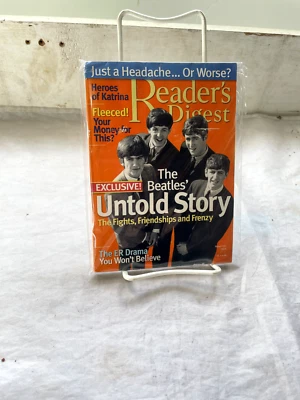 Just a Headache... Or Worse?
Heroes
of Katrina
Reader's
Digest
Fleeced!
Your
Money for
This?
EXCLUSIVE!
The
Beatles'
Untold Story
The Fights, Friendships and Frenzy
The ER Drama
You Won't Believe